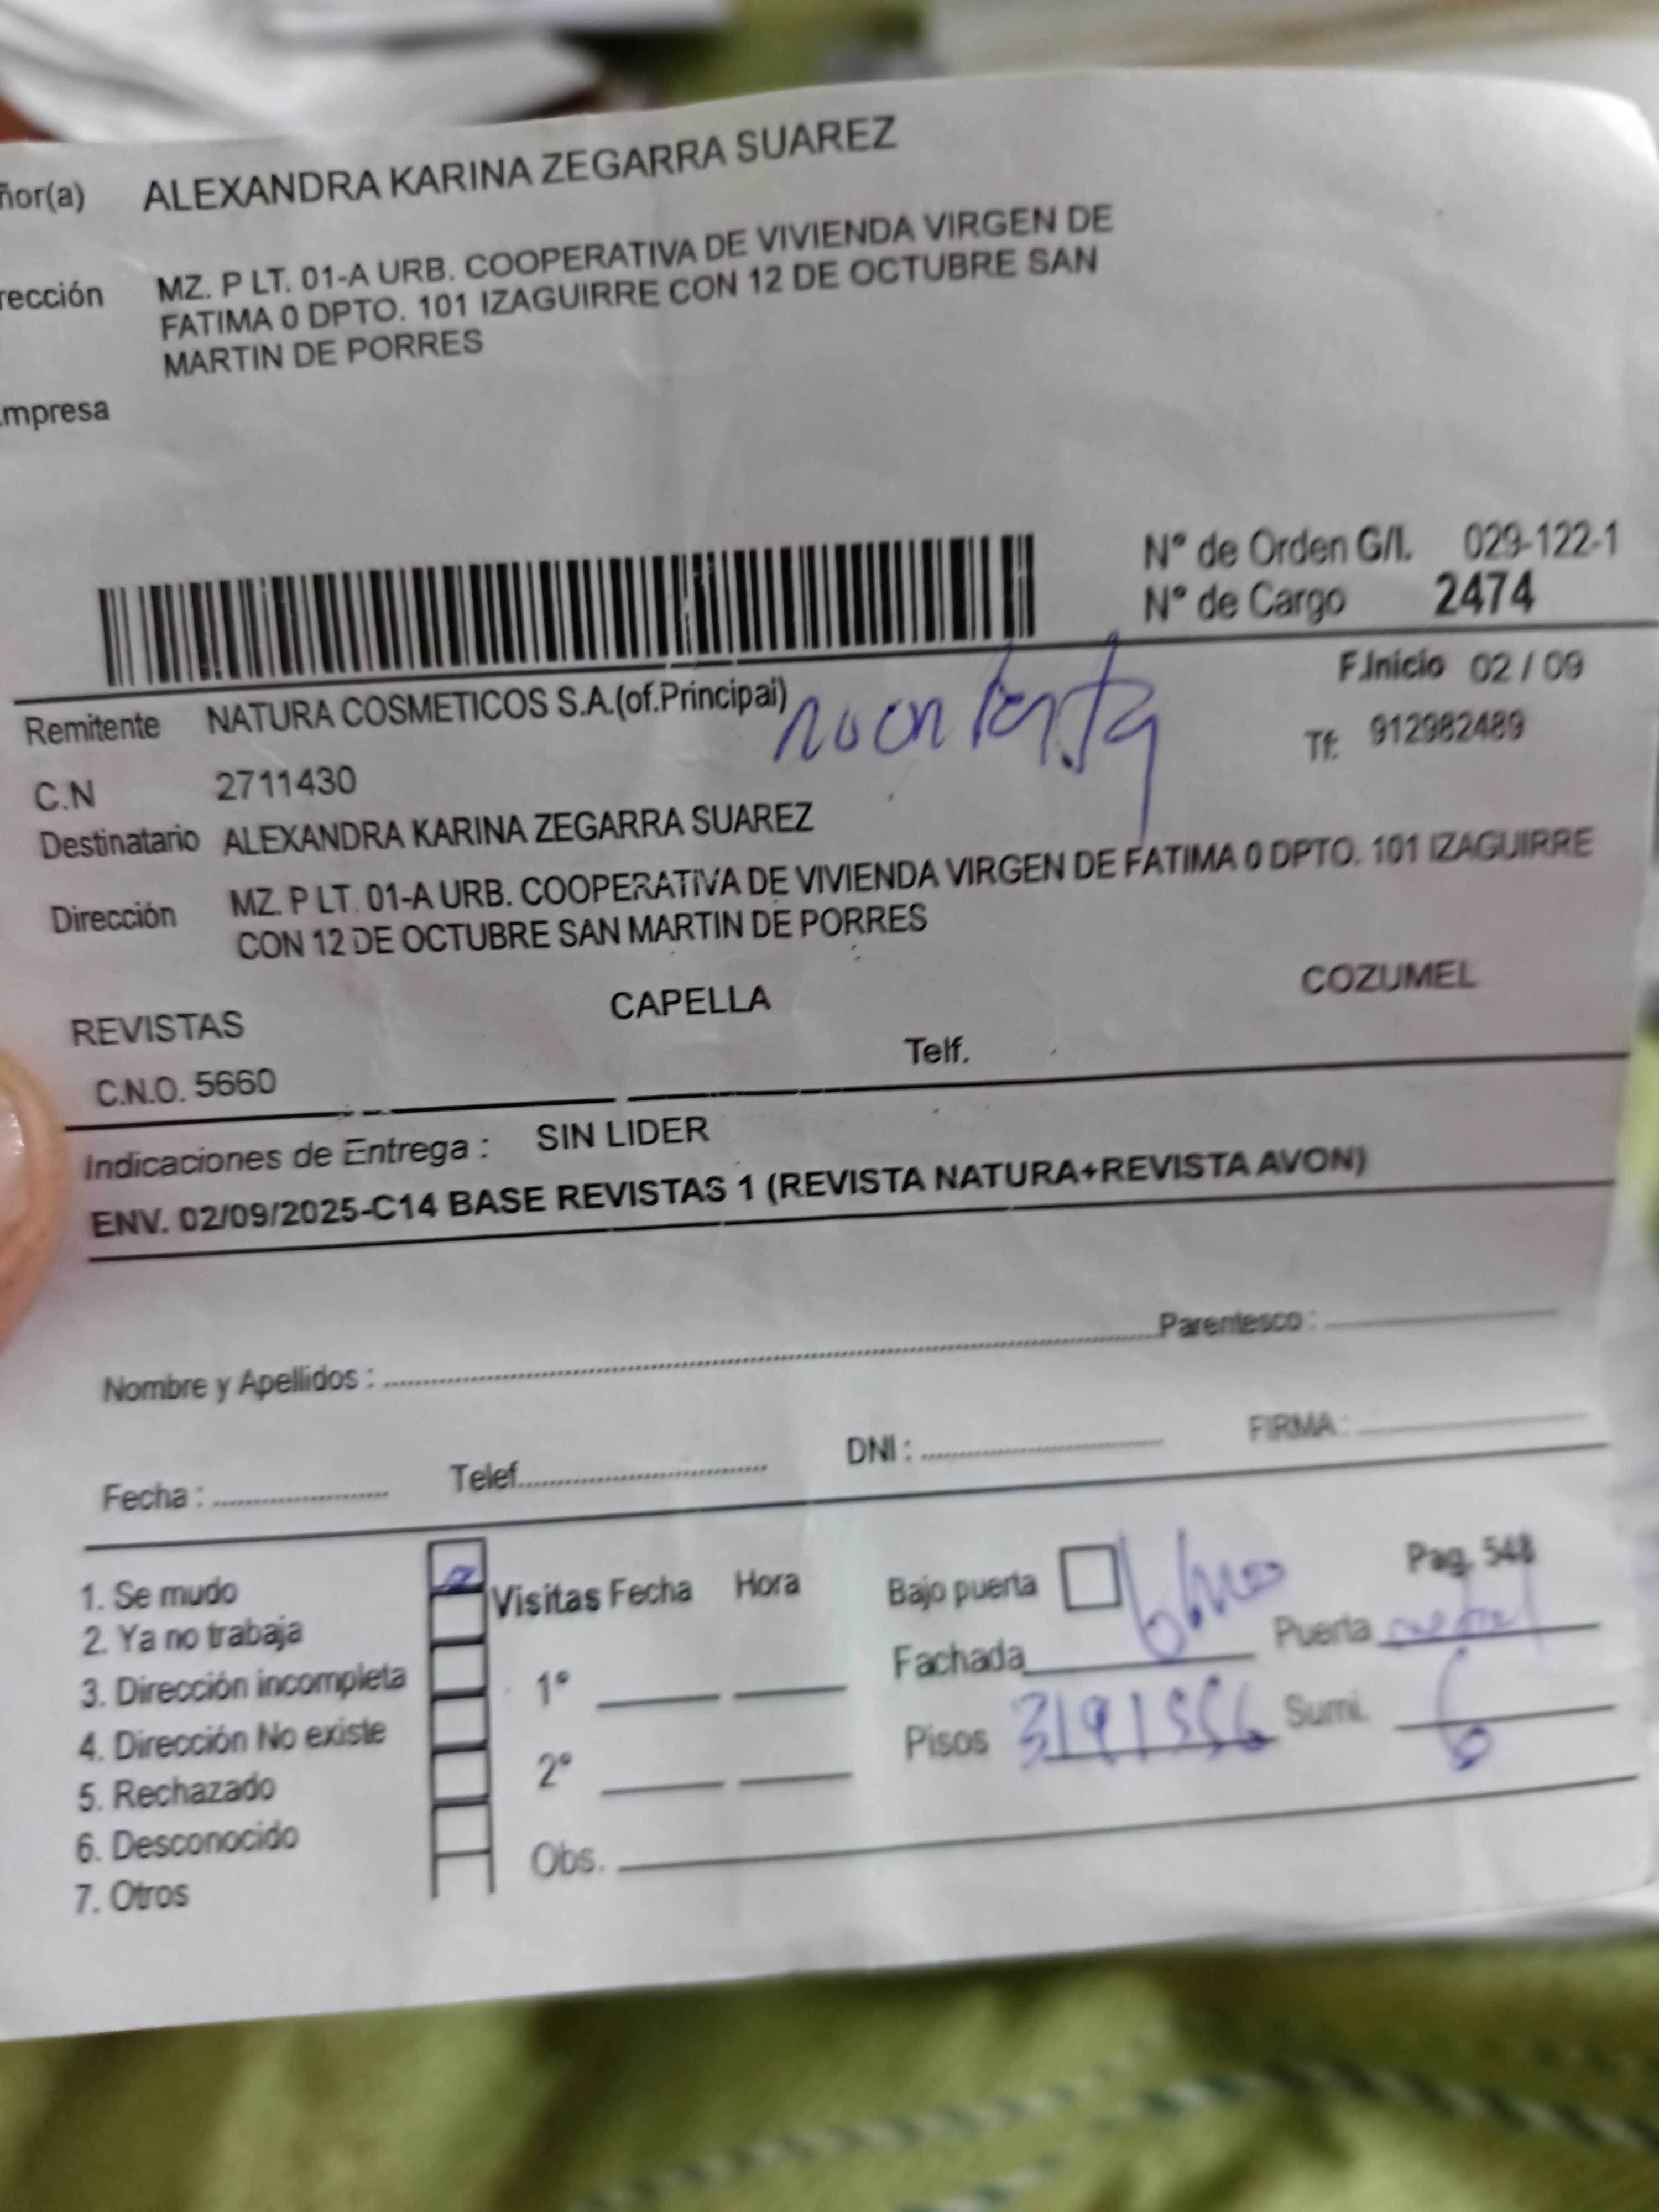 ñor(a) ALEXANDRA KARINA ZEGARRA SUAREZ
rección MZ. P LT. 01-A URB. COOPERATIVA DE VIVIENDA VIRGEN DE
FATIMA 0 DPTO. 101 IZAGUIRRE CON 12 DE OCTUBRE SAN
MARTIN DE PORRES
mpresa
N° de Orden G/I. 029-122-1
N° de Cargo 2474
F.Inicio 02 / 09
Remitente NATURA COSMETICOS S.A.(of.Principal)
Tf: 912982489
C.N 2711430
Destinatario ALEXANDRA KARINA ZEGARRA SUAREZ
Dirección MZ. P LT. 01-A URB. COOPERATIVA DE VIVIENDA VIRGEN DE FATIMA 0 DPTO. 101 IZAGUIRRE
CON 12 DE OCTUBRE SAN MARTIN DE PORRES
REVISTAS CAPELLA COZUMEL
C.N.O. 5660 Telf.
Indicaciones de Entrega : SIN LIDER
ENV. 02/09/2025-C14 BASE REVISTAS 1 (REVISTA NATURA+REVISTA AVON)
Nombre y Apellidos : Parentesco :
Fecha : Telef. DNI : FIRMA :
1. Se mudo
2. Ya no trabaja
3. Dirección incompleta
4. Dirección No existe
5. Rechazado
6. Desconocido
7. Otros
Visitas Fecha Hora
1°
2°
Obs.
Bajo puerta Pag. 548
Fachada Puerta
Pisos Sumi. 6